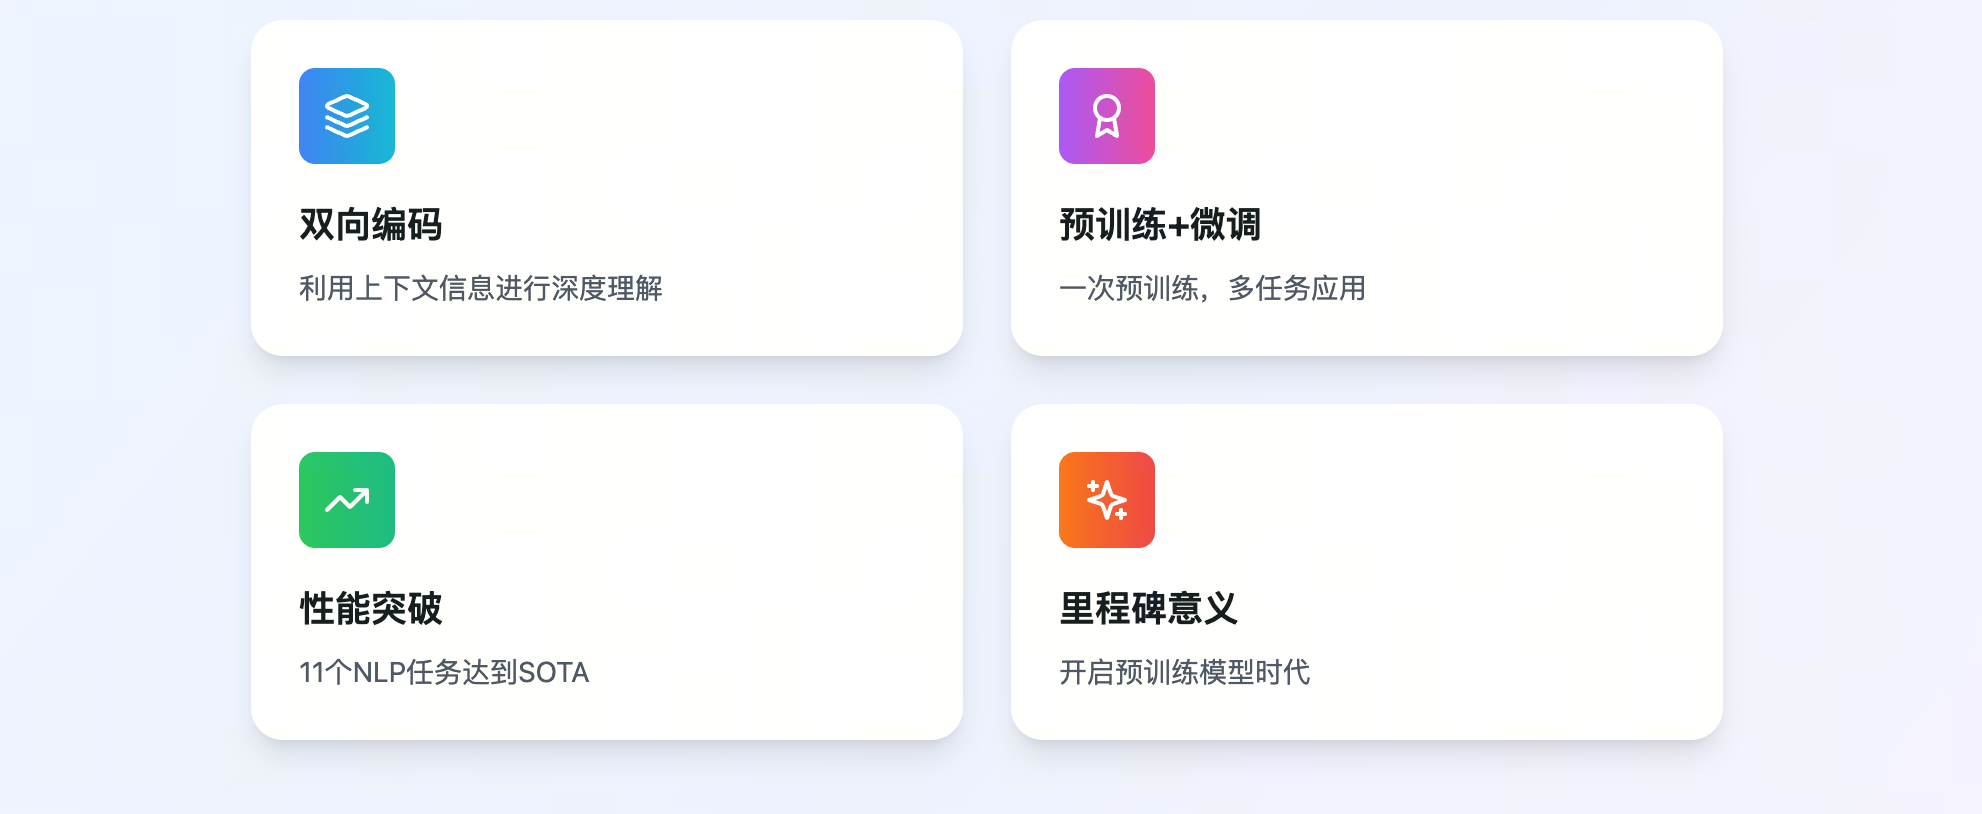 双向编码
利用上下文信息进行深度理解
预训练+微调
一次预训练，多任务应用
性能突破
11个NLP任务达到SOTA
里程碑意义
开启预训练模型时代